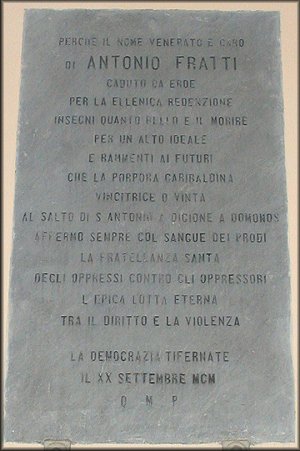 PERCHE IL NOME VENERATO E CARO
DI ANTONIO FRATTI
CADUTO DA EROE
PER LA ELLENICA REDENZIONE
INSEGNI QUANTO BELLO E IL MORIRE
PER UN ALTO IDEALE
E RAMMENTI AI FUTURI
CHE LA PORPORA GARIBALDINA
VINCITRICE O VINTA
AL SALTO DI S ANTONIO A DIGIONE A DOMOKOS
AFFERMO SEMPRE COL SANGUE DEI PRODI
LA FRATELLANZA SANTA
DEGLI OPPRESSI CONTRO GLI OPPRESSORI
L EPICA LOTTA ETERNA
TRA IL DIRITTO E LA VIOLENZA
LA DEMOCRAZIA TIFERNATE
IL XX SETTEMBRE MCM
Q M P